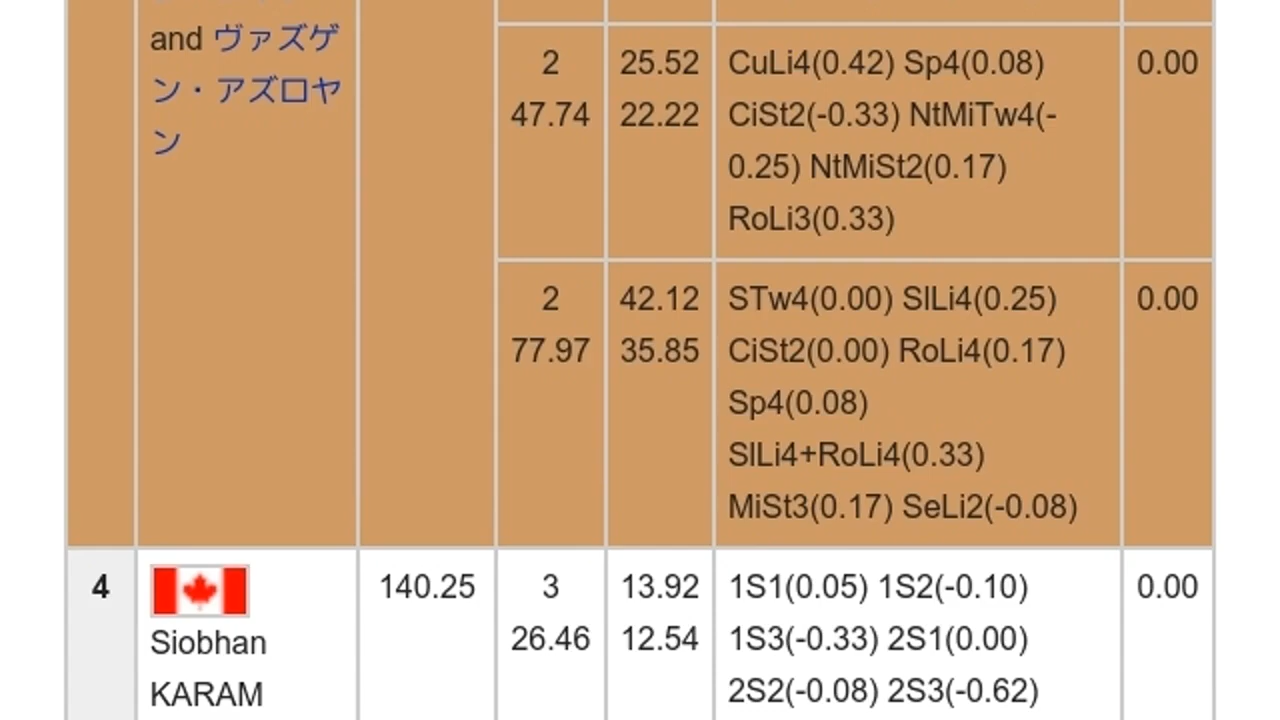 and ヴァズゲ
ン・アズロヤ
ン
2 25.52 CuLi4(0.42) Sp4(0.08) 0.00
47.74 22.22 CiSt2(-0.33) NtMiTw4(-
0.25) NtMiSt2(0.17)
RoLi3(0.33)
2 42.12 STw4(0.00) SlLi4(0.25) 0.00
77.97 35.85 CiSt2(0.00) RoLi4(0.17)
Sp4(0.08)
SlLi4+RoLi4(0.33)
MiSt3(0.17) SeLi2(-0.08)
4 140.25 3 13.92 1S1(0.05) 1S2(-0.10) 0.00
Siobhan 26.46 12.54 1S3(-0.33) 2S1(0.00)
KARAM 2S2(-0.08) 2S3(-0.62)